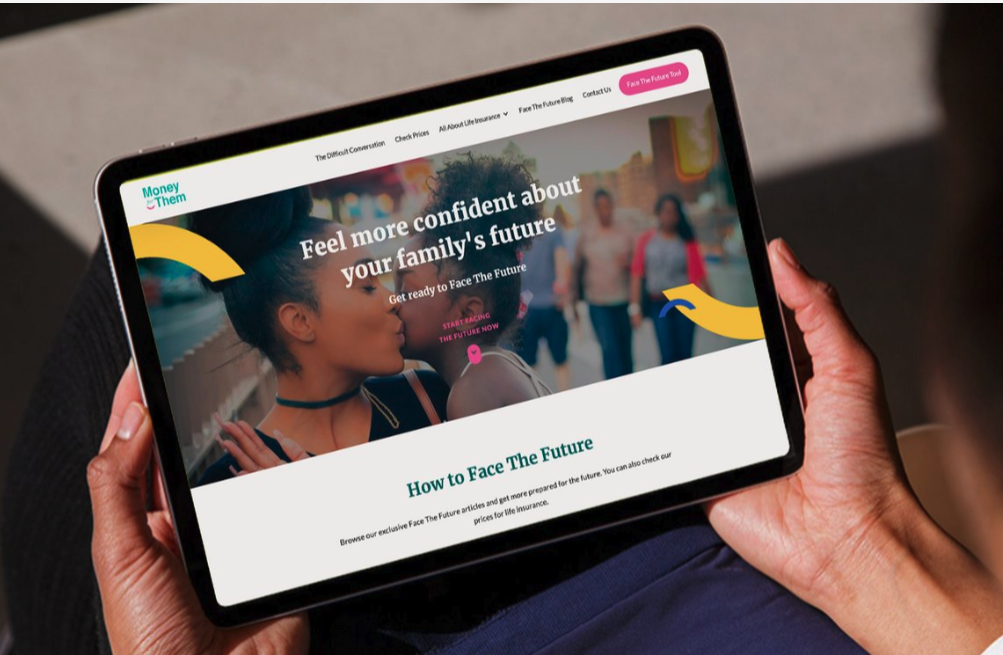 The Difficult Conversation
Check Prices
All About Life Insurance
Face The Future Blog
Contact Us
Face The Future Tool
Money
for
Them
Feel more confident about
your family's future
Get ready to Face The Future
START FACING
THE FUTURE NOW
How to Face The Future
Browse our exclusive Face The Future articles and get more prepared for the future. You can also check our
prices for life insurance.